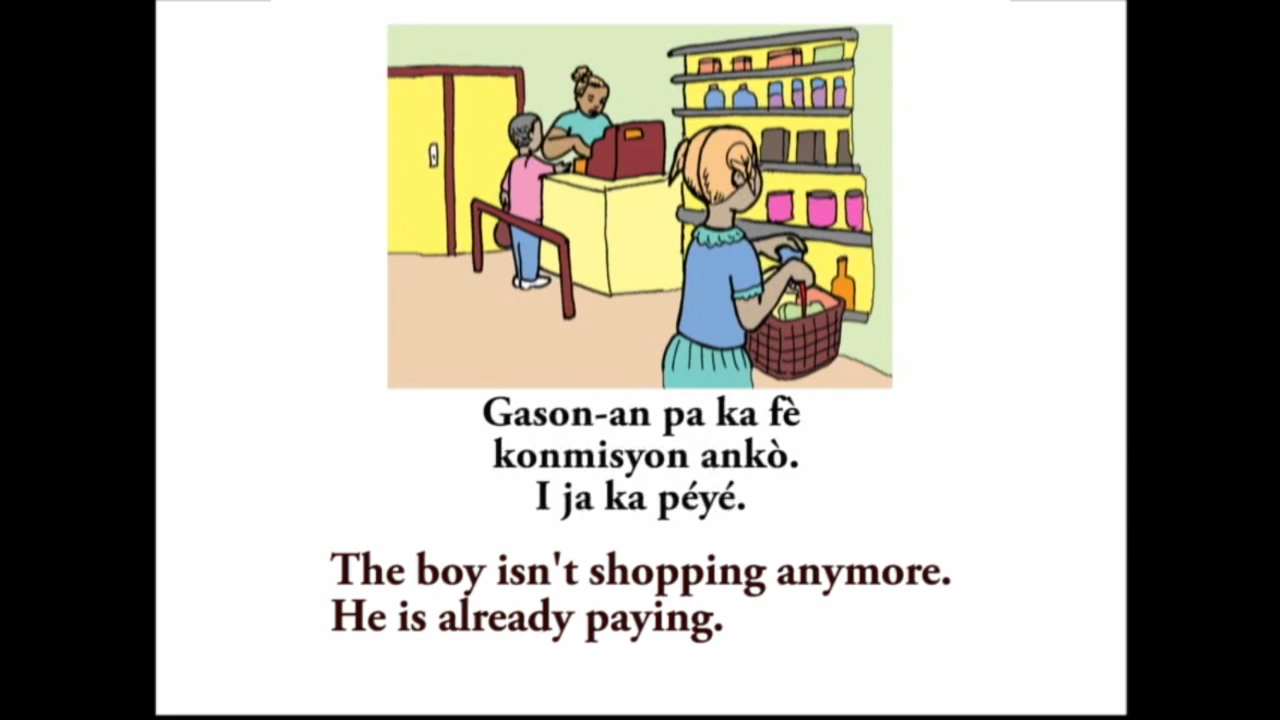 Gason-an pa ka fè
konmisyon ankò.
I ja ka péyé.
The boy isn't shopping anymore.
He is already paying.